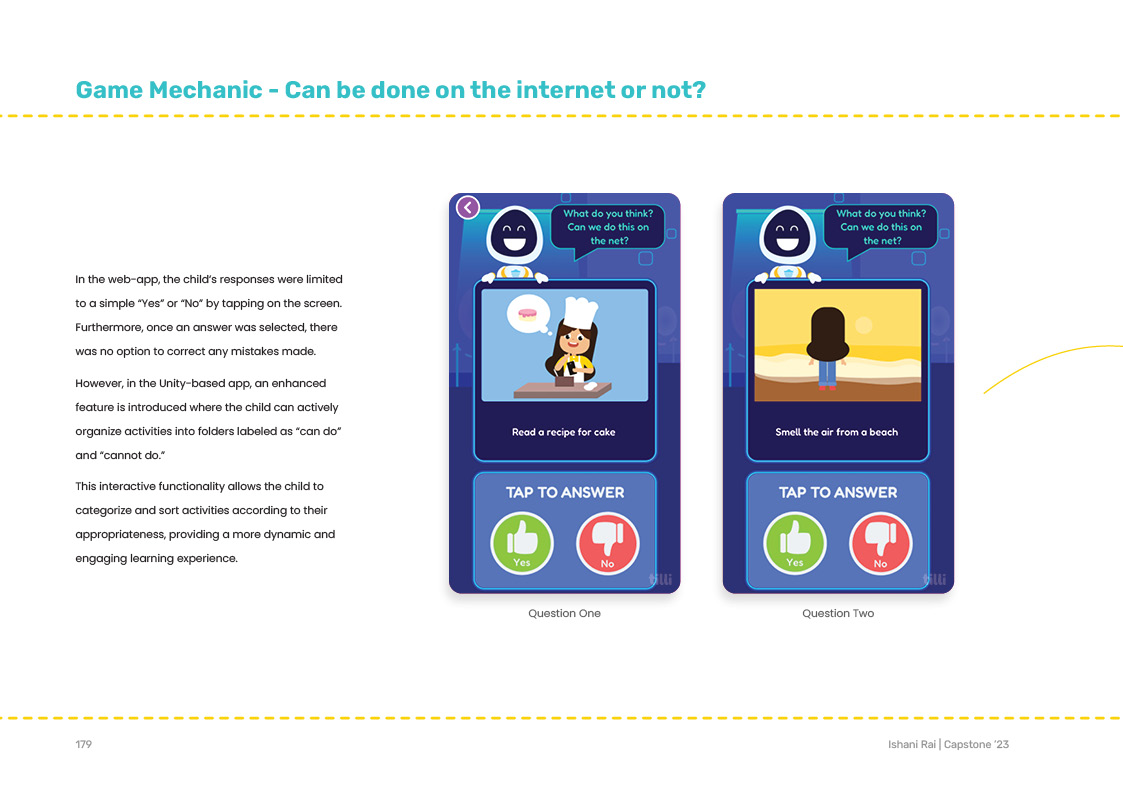 Game Mechanic - Can be done on the internet or not?
In the web-app, the child's responses were limited
to a simple "Yes" or "No" by tapping on the screen.
Furthermore, once an answer was selected, there
was no option to correct any mistakes made.
However, in the Unity-based app, an enhanced
feature is introduced where the child can actively
organize activities into folders labeled as "can do"
and "cannot do."
This interactive functionality allows the child to
categorize and sort activities according to their
appropriateness, providing a more dynamic and
engaging learning experience.
What do you think?
Can we do this on
the net?
Read a recipe for cake
TAP TO ANSWER
Yes
No
tilli
Question One
What do you think?
Can we do this on
the net?
Smell the air from a beach
TAP TO ANSWER
Yes
No
tilli
Question Two
179
Ishani Rai | Capstone '23